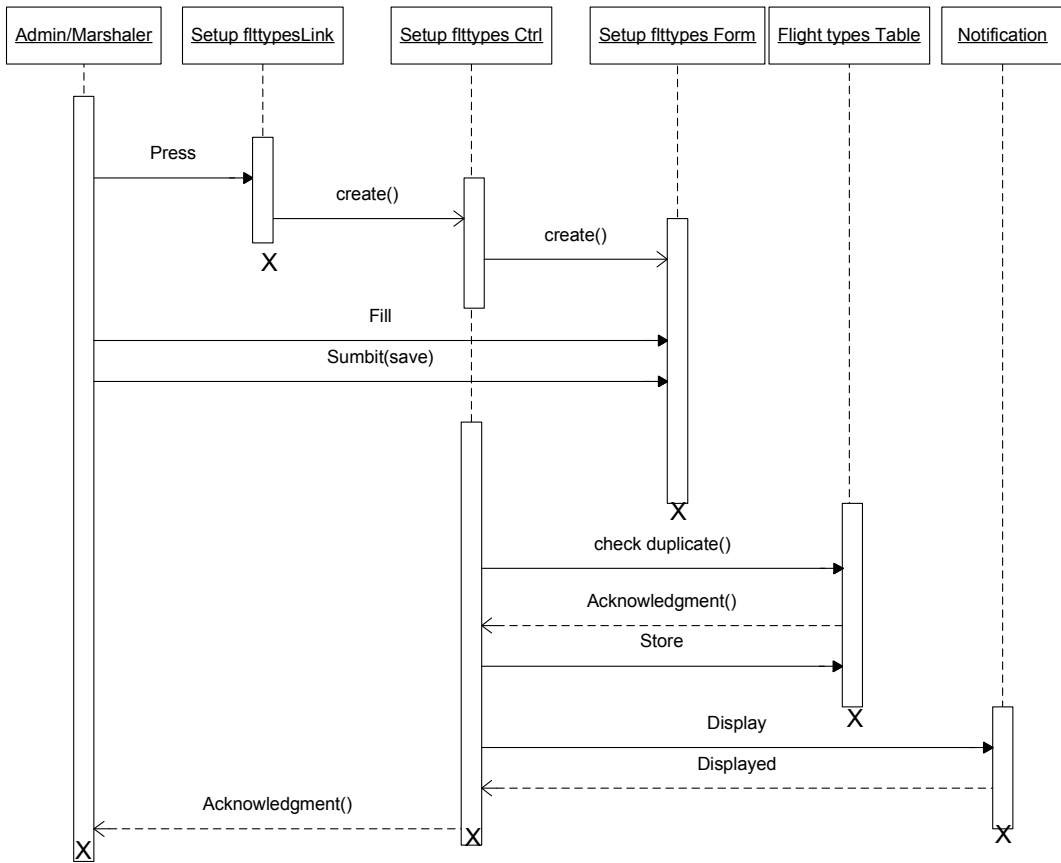 Admin/Marshaler
Setup flttypesLink
Setup flttypes Ctrl
Setup flttypes Form
Flight types Table
Notification
Press
create()
create()
X
Fill
Sumbit(save)
X
check duplicate()
Acknowledgment()
Store
X
Display
Displayed
Acknowledgment()
X
X
X